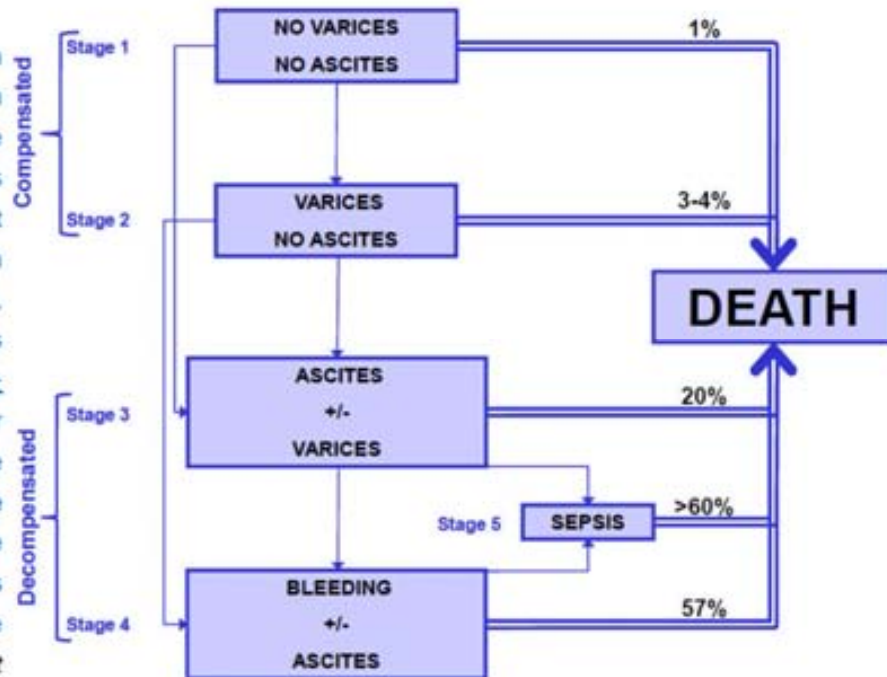 NO VARICES
NO ASCITES
1%
Stage 1
Compensated
VARICES
NO ASCITES
3-4%
Stage 2
DEATH
ASCITES
+/-
VARICES
20%
Stage 3
Decompensated
Stage 5
SEPSIS
>60%
BLEEDING
+/-
ASCITES
57%
Stage 4